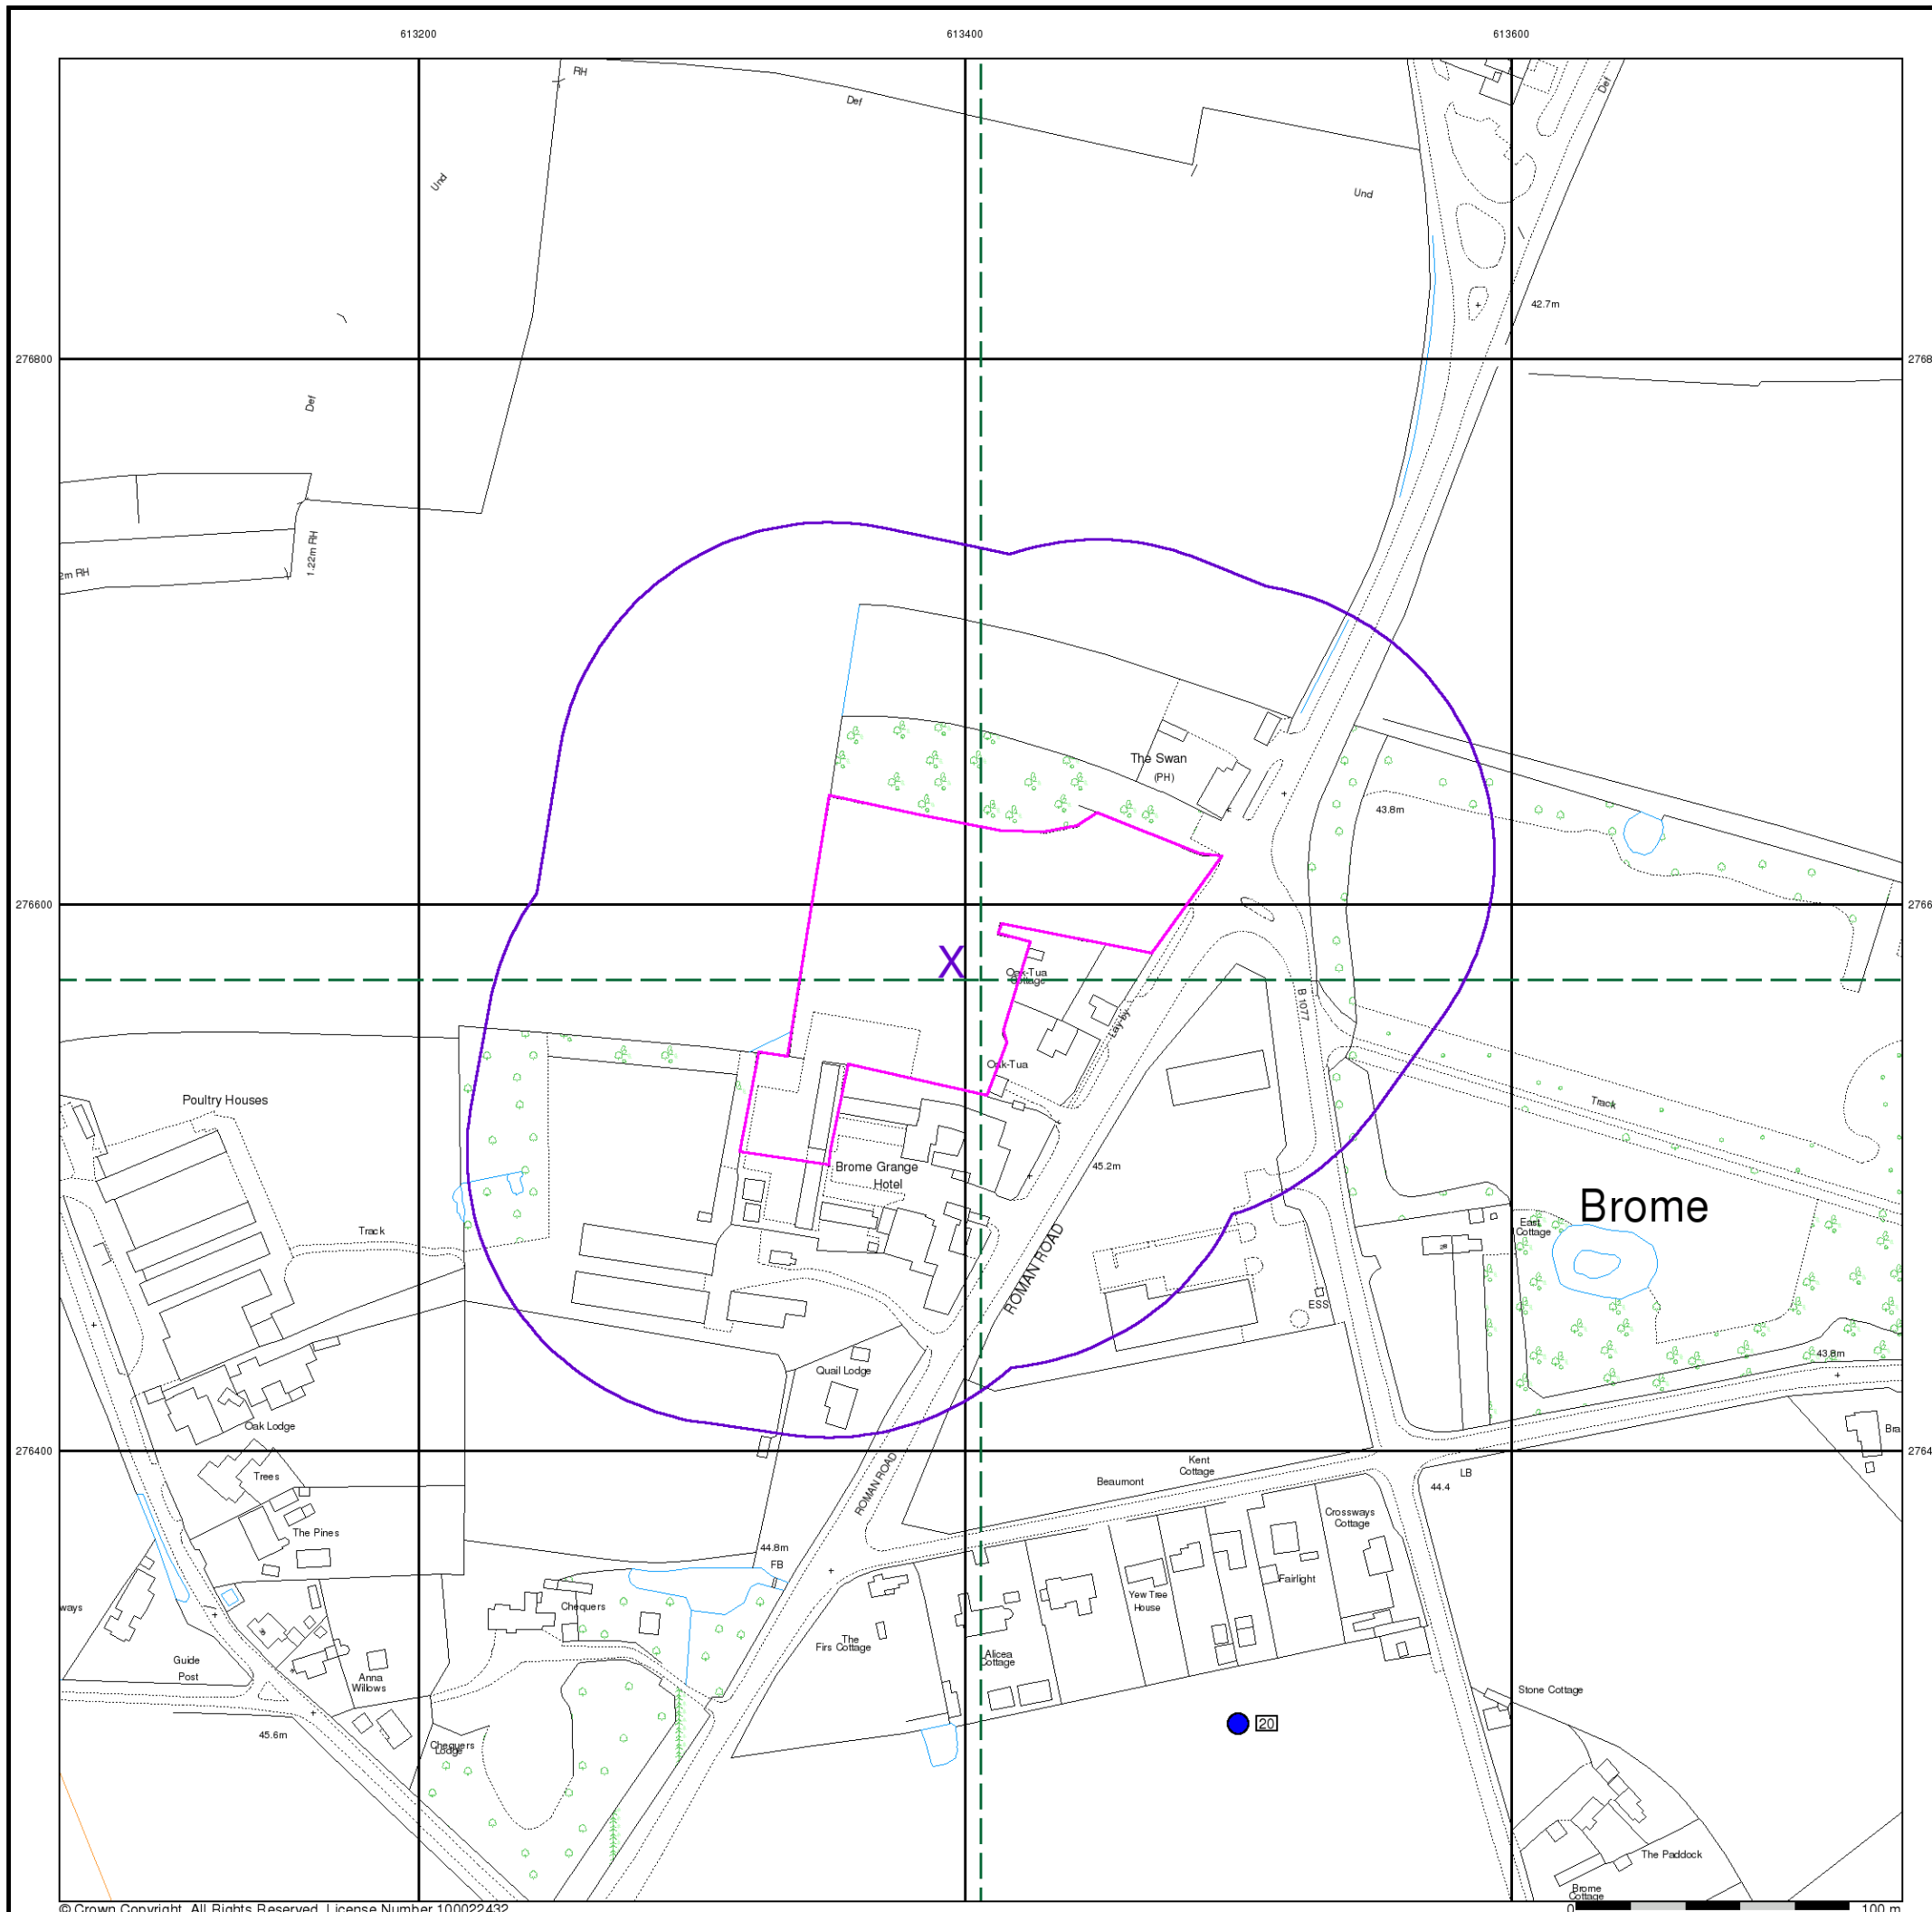 613200
613400
613600
RH
Def
Def
Und
Und
42.7m
276800
2768
Def
1.22m RH
2m RH
The Swan
(PH)
43.8m
276600
2766
X
Oak-Tua
Cottage
B 1077
Lay-by
Oak-Tua
Poultry Houses
Track
Brome Grange
Hotel
45.2m
Brome
East
Cottage
Track
ROMAN ROAD
ESS
43.8m
Quail Lodge
Oak Lodge
Bra
276400
2764
Kent
Cottage
LB
Trees
Beaumont
44.4
ROMAN ROAD
Crossways
Cottage
The Pines
44.8m
FB
Fairlight
Yew Tree
House
ways
Chequers
The
Firs Cottage
Alicea
Cottage
Guide
Post
Anna
Willows
Stone Cottage
20
45.6m
Chequers
Lodge
The Paddock
Brome
Cottage
© Crown Copyright. All Rights Reserved. License Number 100022432
0
100 m